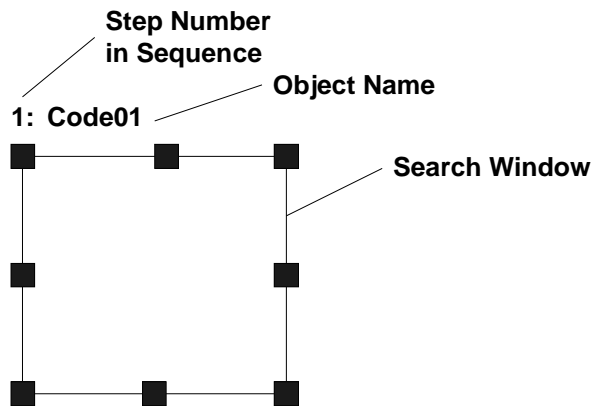 Step Number
in Sequence
Object Name
1: Code01
Search Window